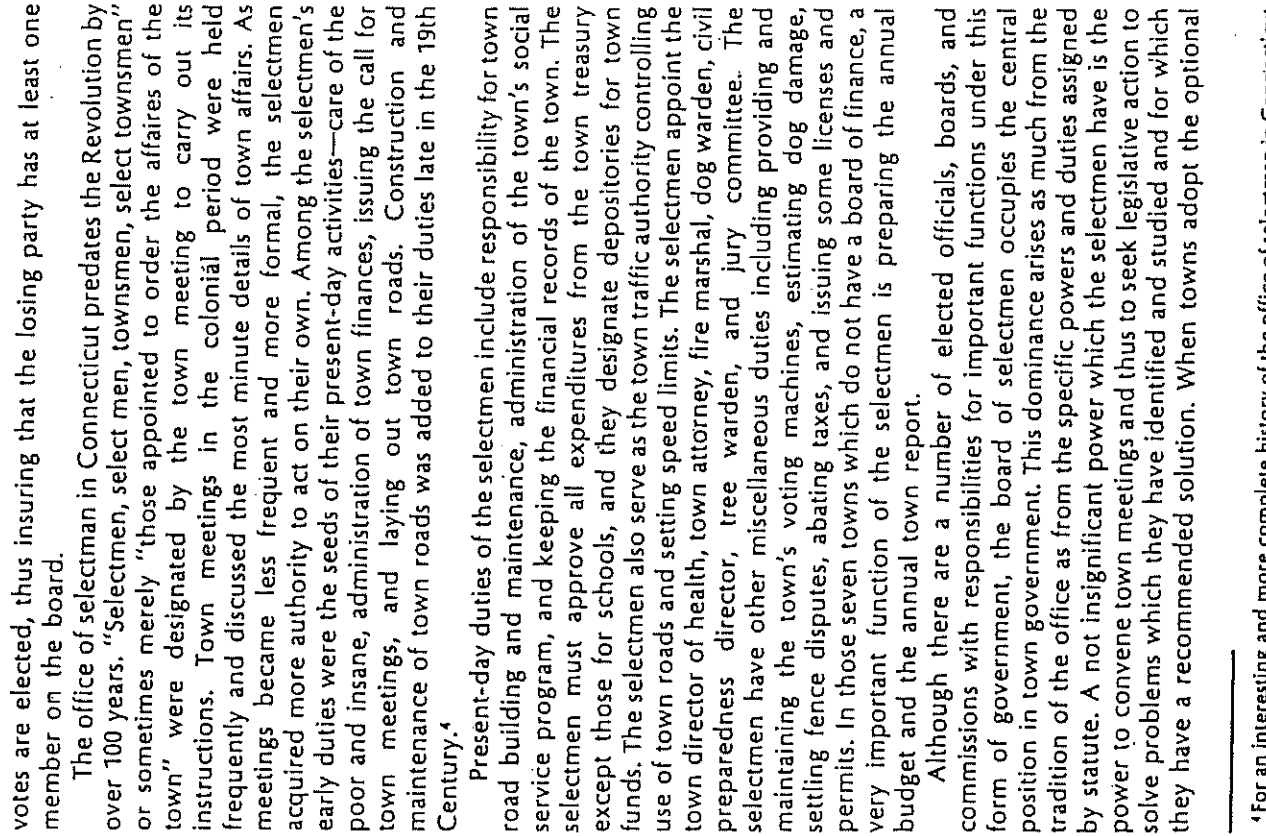 votes are elected, thus insuring that the losing party has at least one
member on the board.
The office of selectman in Connecticut predates the Revolution by
over 100 years. "Selectmen, select men, townsmen, select townsmen"
or sometimes merely "those appointed to order the affaires of the
town" were designated by the town meeting to carry out its
instructions. Town meetings in the colonial period were held
frequently and discussed the most minute details of town affairs. As
meetings became less frequent and more formal, the selectmen
acquired more authority to act on their own. Among the selectmen's
early duties were the seeds of their present-day activities—care of the
poor and insane, administration of town finances, issuing the call for
town meetings, and laying out town roads. Construction and
maintenance of town roads was added to their duties late in the 19th
Century.⁴
Present-day duties of the selectmen include responsibility for town
road building and maintenance, administration of the town's social
service program, and keeping the financial records of the town. The
selectmen must approve all expenditures from the town treasury
except those for schools, and they designate depositories for town
funds. The selectmen also serve as the town traffic authority controlling
use of town roads and setting speed limits. The selectmen appoint the
town director of health, town attorney, fire marshal, dog warden, civil
preparedness director, tree warden, and jury committee. The
selectmen have other miscellaneous duties including providing and
maintaining the town's voting machines, estimating dog damage,
settling fence disputes, abating taxes, and issuing some licenses and
permits. In those seven towns which do not have a board of finance, a
very important function of the selectmen is preparing the annual
budget and the annual town report.
Although there are a number of elected officials, boards, and
commissions with responsibilities for important functions under this
form of government, the board of selectmen occupies the central
position in town government. This dominance arises as much from the
tradition of the office as from the specific powers and duties assigned
by statute. A not insignificant power which the selectmen have is the
power to convene town meetings and thus to seek legislative action to
solve problems which they have identified and studied and for which
they have a recommended solution. When towns adopt the optional
⁴For an interesting and more complete history of the office of selectmen in Connecticut